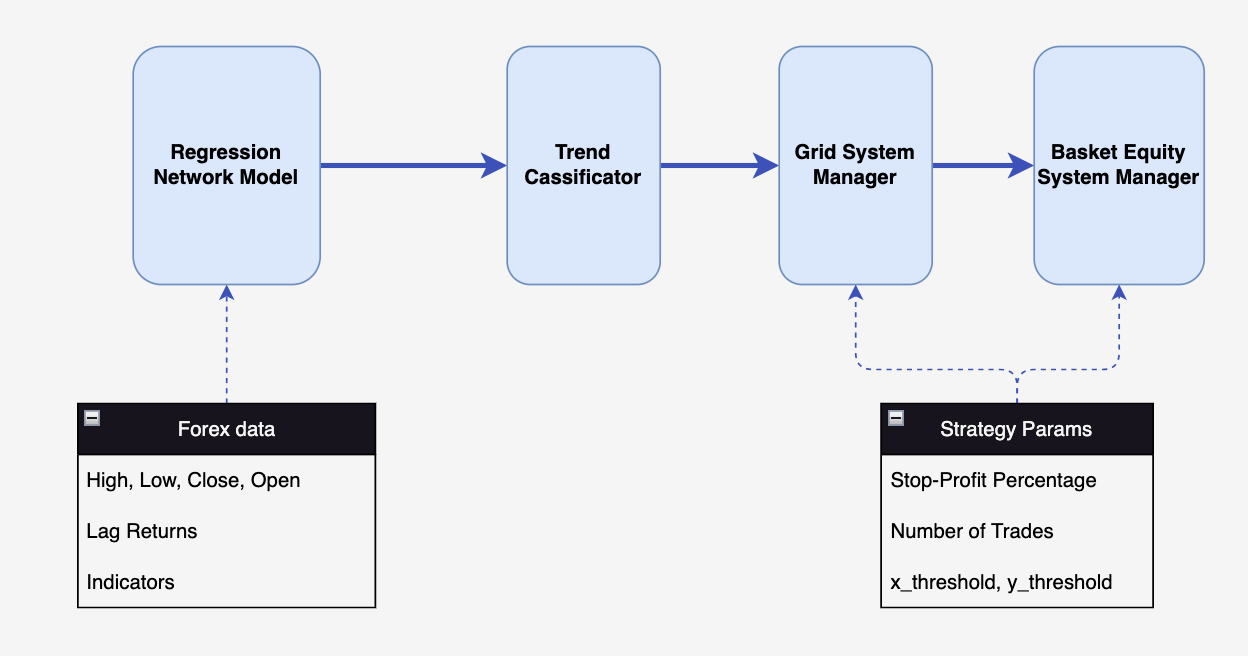 Regression
Network Model
Trend
Cassificator
Grid System
Manager
Basket Equity
System Manager
Forex data
High, Low, Close, Open
Lag Returns
Indicators
Strategy Params
Stop-Profit Percentage
Number of Trades
x_threshold, y_threshold